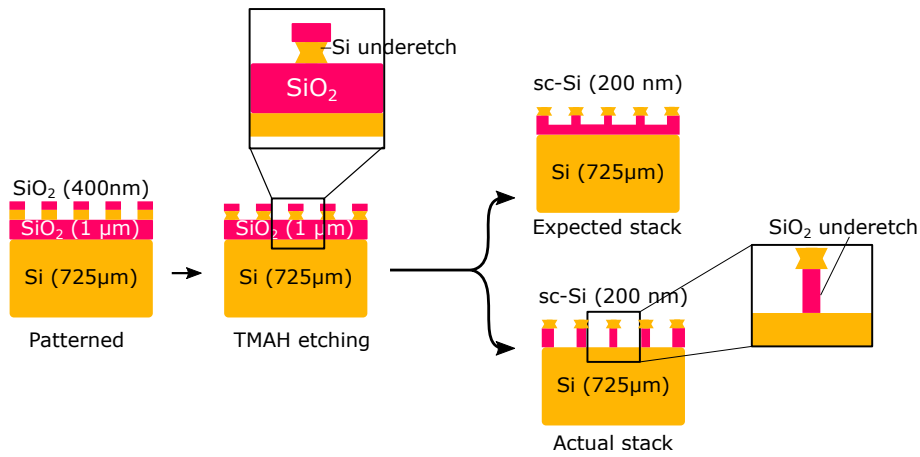 Si underetch
SiO₂
SiO₂ (400nm)
SiO₂ (1 µm)
Si (725µm)
Patterned
SiO₂ (1 µm)
Si (725µm)
TMAH etching
sc-Si (200 nm)
Si (725µm)
Expected stack
SiO₂ underetch
sc-Si (200 nm)
Si (725µm)
Actual stack